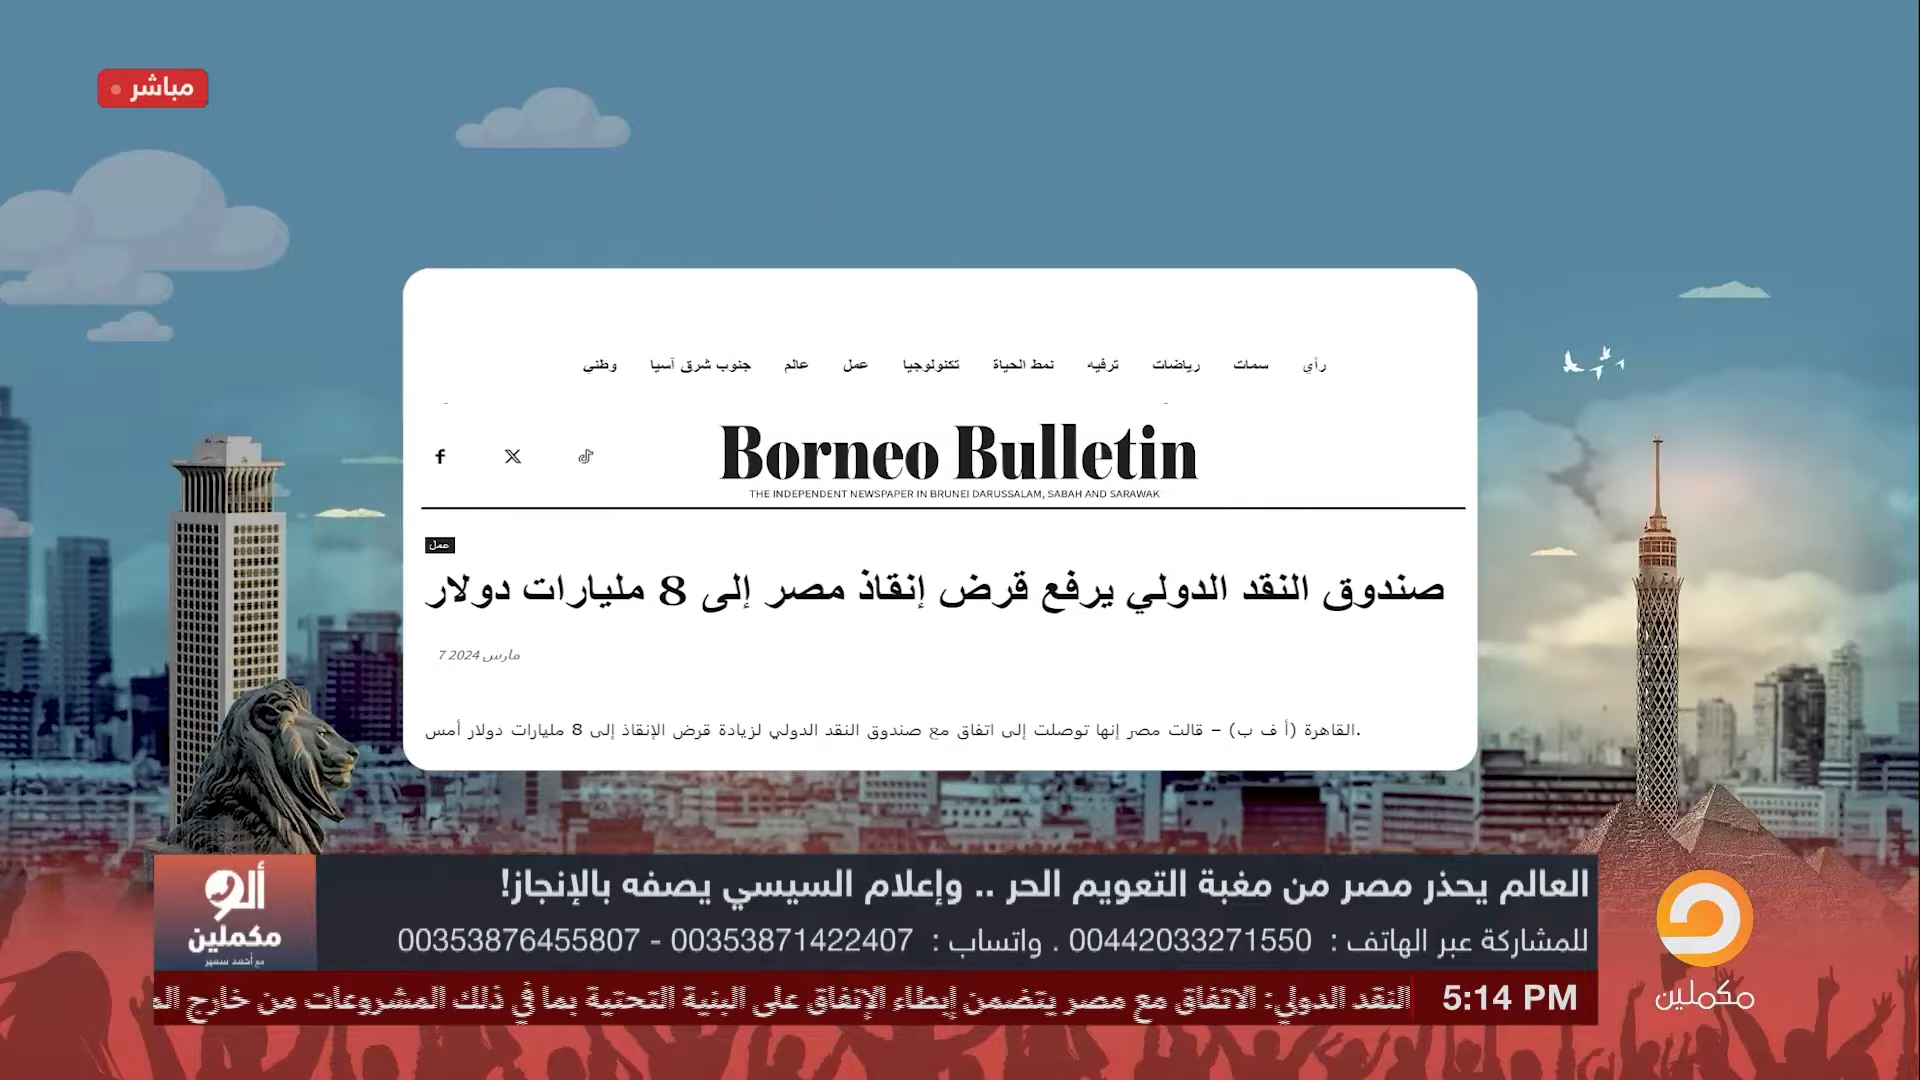 مباشر
وطني جنوب شرق آسيا عالم عمل تكنولوجيا نمط الحياة ترفيه رياضات سمات رأي
Borneo Bulletin
THE INDEPENDENT NEWSPAPER IN BRUNEI DARUSSALAM, SABAH AND SARAWAK
عمل
صندوق النقد الدولي يرفع قرض إنقاذ مصر إلى 8 مليارات دولار
7 مارس 2024
القاهرة (أ ف ب) – قالت مصر إنها توصلت إلى اتفاق مع صندوق النقد الدولي لزيادة قرض الإنقاذ إلى 8 مليارات دولار أمس.
العالم يحذر مصر من مغبة التعويم الحر .. وإعلام السيسي يصفه بالإنجاز!
للمشاركة عبر الهاتف : 00442033271550 . واتساب : 00353871422407 - 00353876455807
ألو
مكملين
مع أحمد سمير
5:14 PM
النقد الدولي: الاتفاق مع مصر يتضمن إبطاء الإنفاق على البنية التحتية بما في ذلك المشروعات من خارج
مكملين